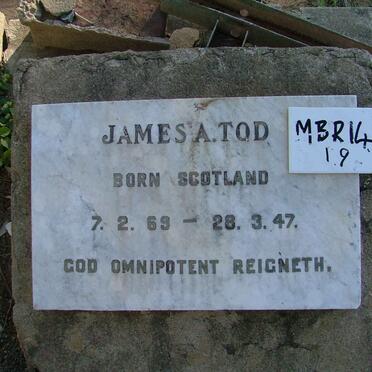 JAMES A. TOD
BORN SCOTLAND
7. 2. 69 – 28. 3. 47.
GOD OMNIPOTENT REIGNETH.
MBR14
19